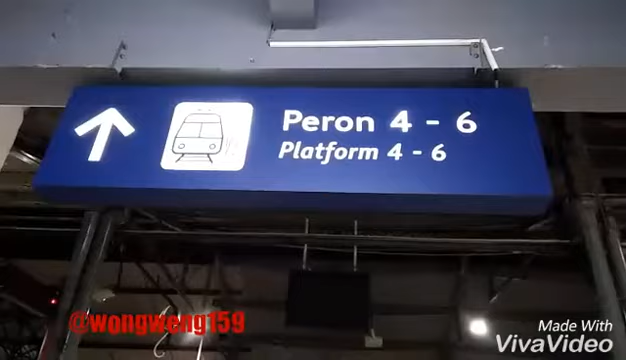 Peron 4 - 6
Platform 4 - 6
@wongweng159
Made With
VivaVideo